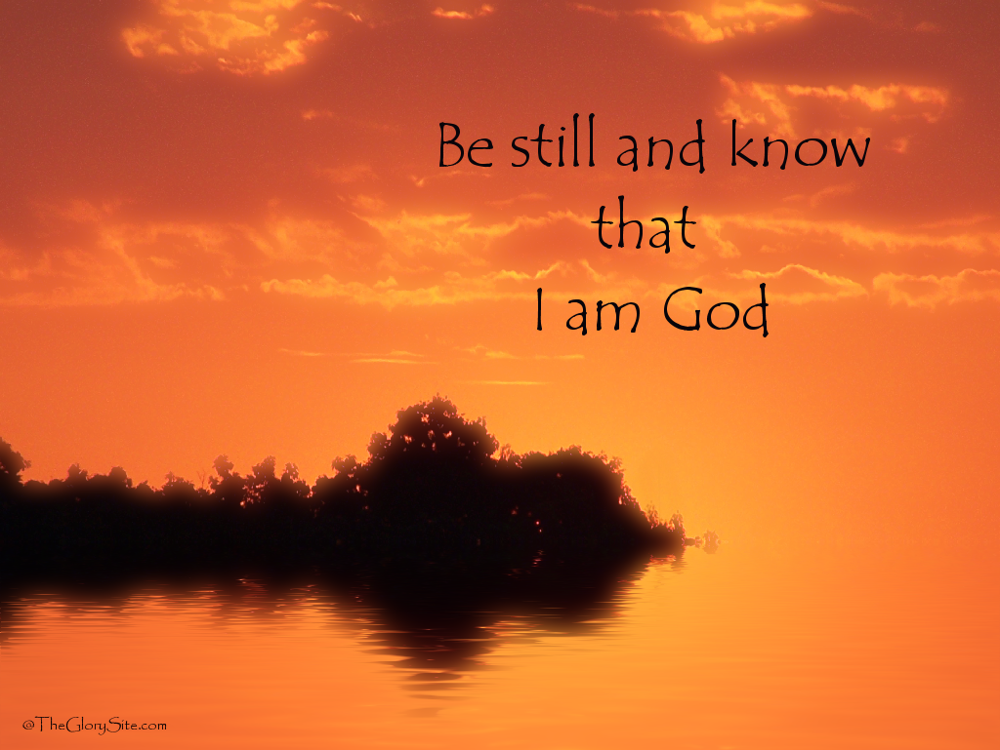 Be still and know
that
I am God
@TheGlorySite.com